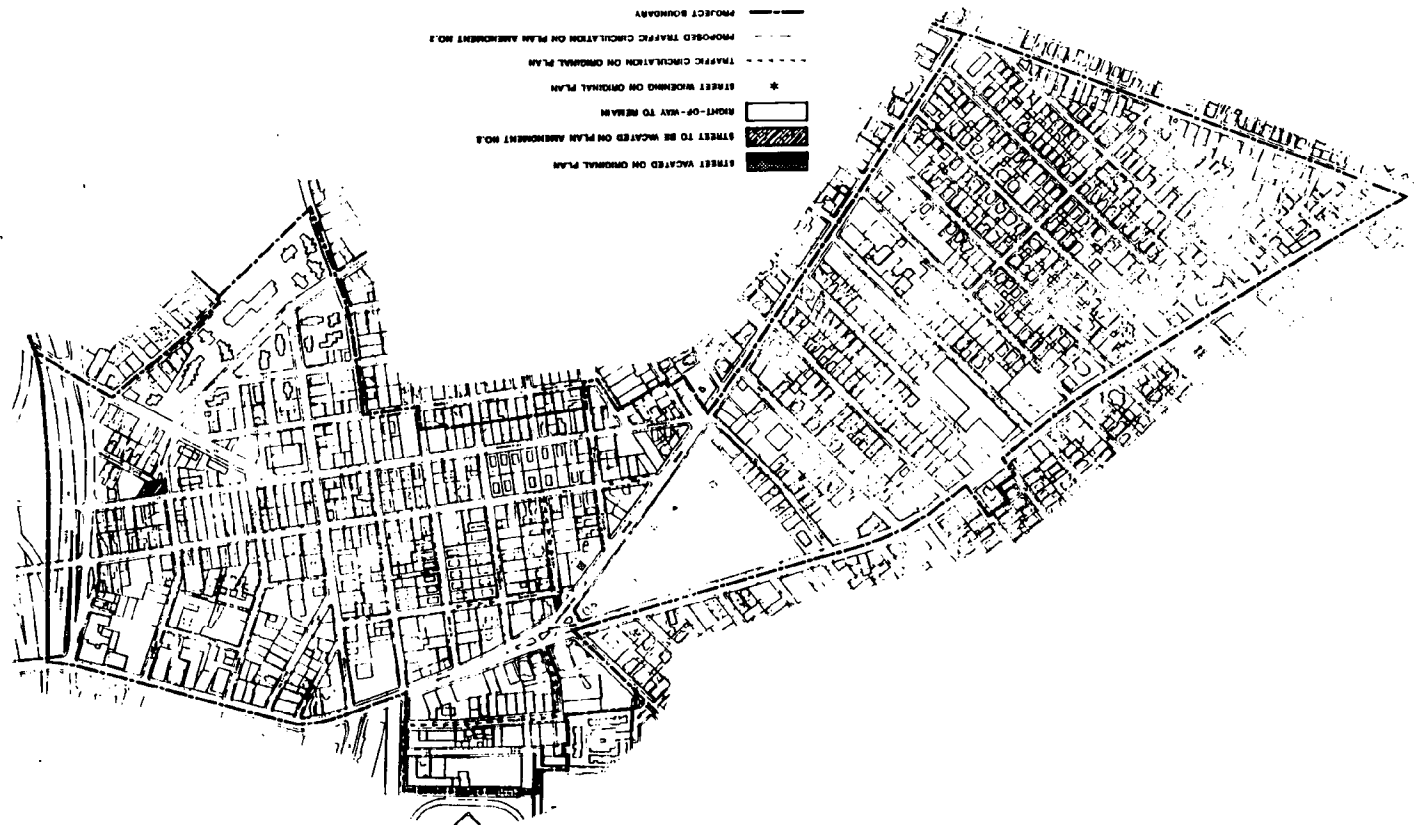 STREET VACATED ON ORIGINAL PLAN
STREET TO BE VACATED ON PLAN AMENDMENT NO.2
RIGHT-OF-WAY TO REMAIN
STREET WIDENING ON ORIGINAL PLAN
TRAFFIC CIRCULATION ON ORIGINAL PLAN
PROPOSED TRAFFIC CIRCULATION ON PLAN AMENDMENT NO.2
PROJECT BOUNDARY